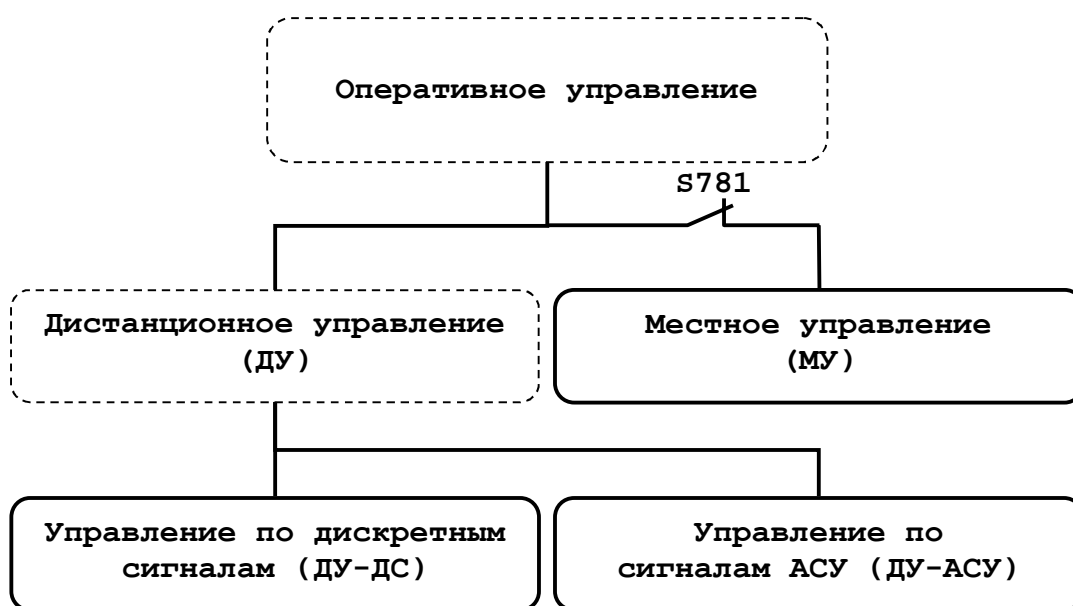 Оперативное управление
S781
Дистанционное управление
(ДУ)
Местное управление
(МУ)
Управление по дискретным
сигналам (ДУ-ДС)
Управление по
сигналам АСУ (ДУ-АСУ)